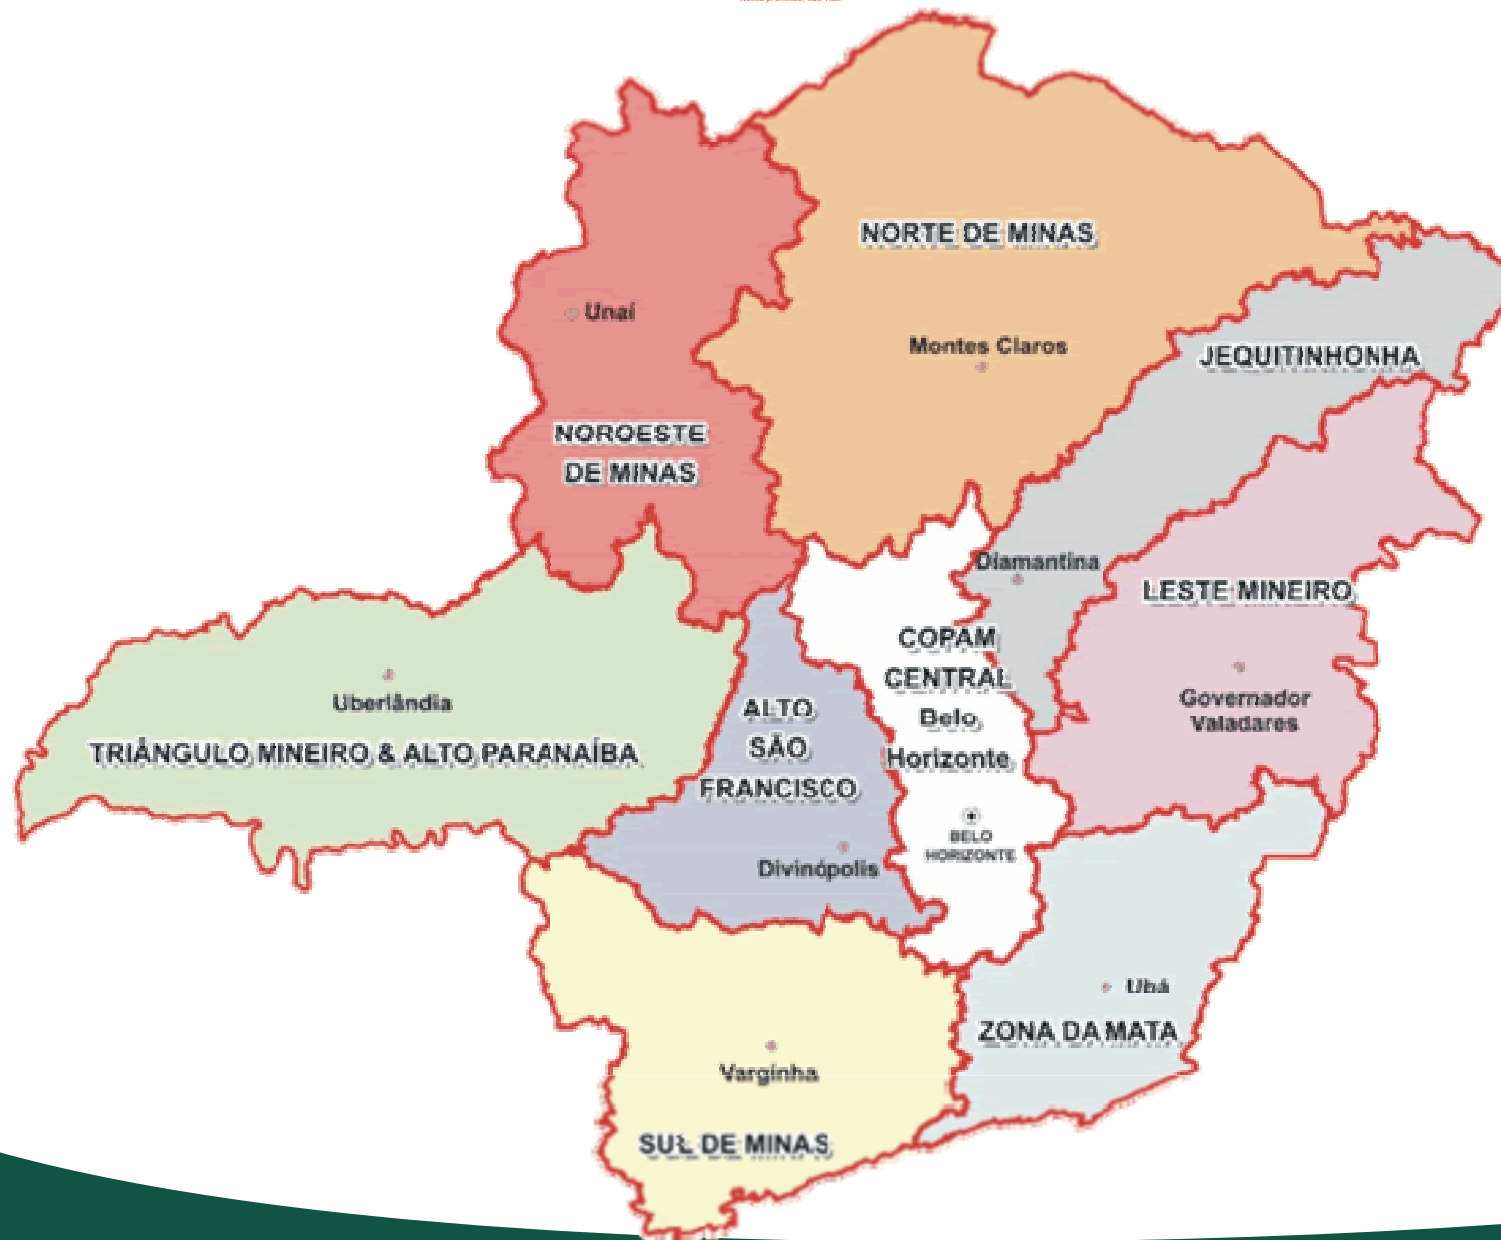 NORTE DE MINAS
Unaí
Montes Claros
JEQUITINHONHA
NOROESTE
DE MINAS
Diamantina
LESTE MINEIRO
COPAM
CENTRAL
Belo
Horizonte
Uberlândia
TRIÂNGULO MINEIRO & ALTO PARANAÍBA
ALTO
SÃO
FRANCISCO
Governador
Valadares
BELO
HORIZONTE
Divinópolis
Ubá
ZONA DA MATA
Varginha
SUL DE MINAS